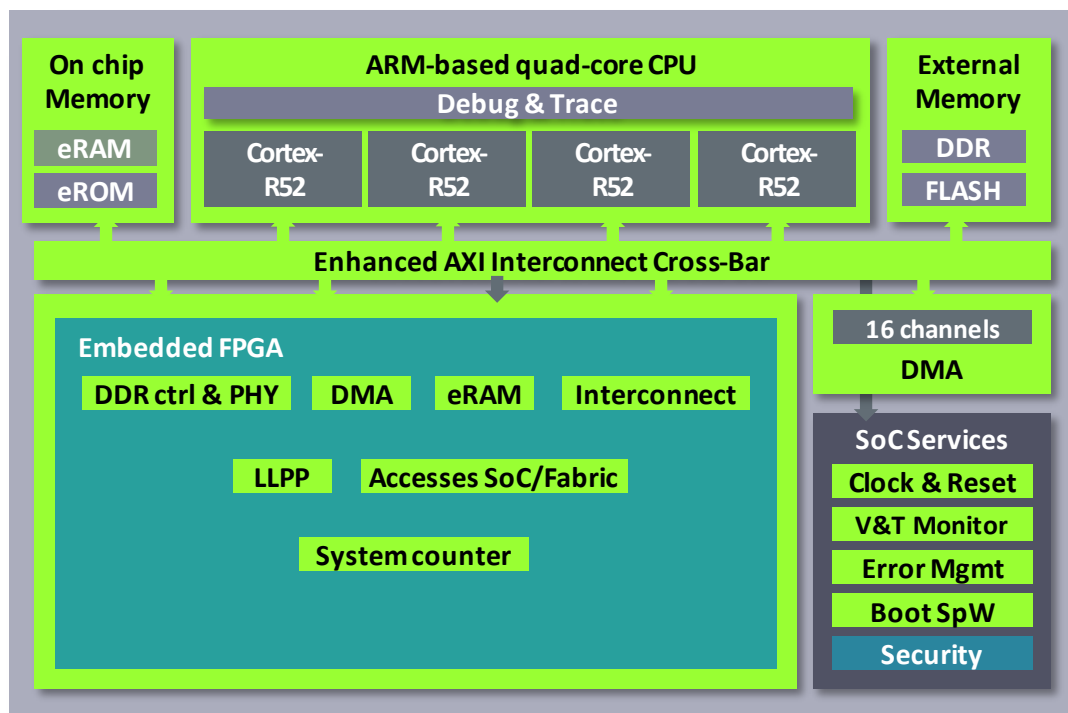 On chip
Memory
eRAM
eROM
ARM-based quad-core CPU
Debug & Trace
Cortex-
R52
Cortex-
R52
Cortex-
R52
Cortex-
R52
External
Memory
DDR
FLASH
Enhanced AXI Interconnect Cross-Bar
Embedded FPGA
DDR ctrl & PHY
DMA
eRAM
Interconnect
LLPP
Accesses SoC/Fabric
System counter
16 channels
DMA
SoC Services
Clock & Reset
V&T Monitor
Error Mgmt
Boot SpW
Security